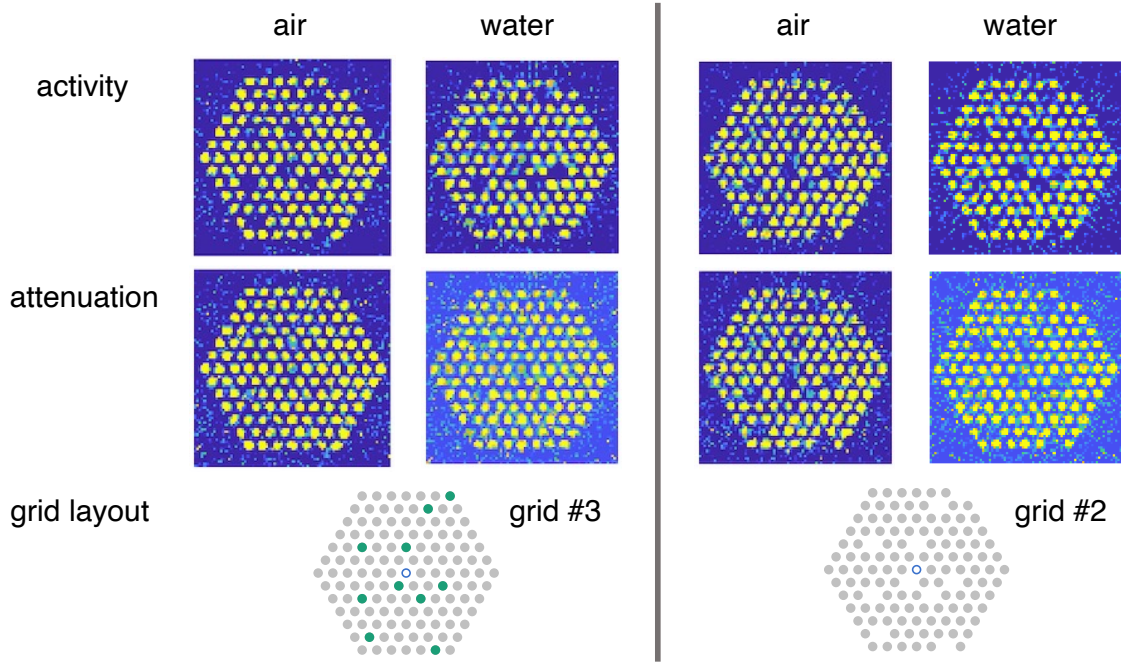 air water air water
activity
attenuation
grid layout grid #3 grid #2